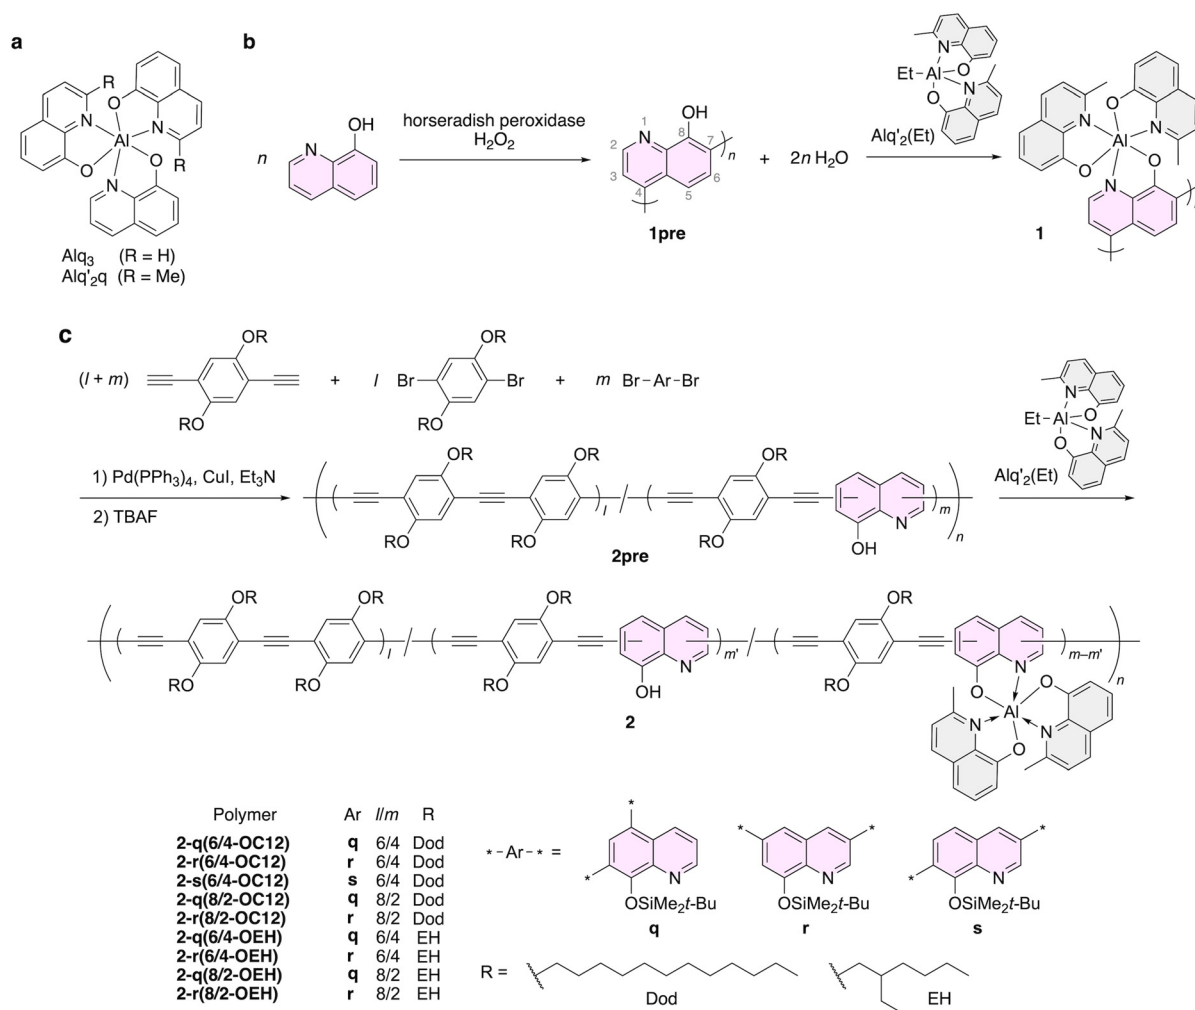 a
R
N
O
N
Al
O
R
N
O
Alq3 (R = H)
Alq'2q (R = Me)
b
n
N
OH
horseradish peroxidase
H2O2
1
2
3
4
5
6
7
8
N
OH
n
1pre
+ 2n H2O
N
Et
Al
O
N
O
Alq'2(Et)
N
O
N
Al
O
O
N
n
1
c
(l + m)
OR
RO
+ l
Br
OR
Br
RO
+ m Br–Ar–Br
1) Pd(PPh3)4, CuI, Et3N
2) TBAF
OR
RO
OR
RO
l
OR
RO
N
OH
m
n
2pre
N
Et
Al
O
N
O
Alq'2(Et)
OR
RO
OR
RO
l
OR
RO
N
OH
m'
OR
RO
N
O
Al
O
N
N
O
m–m'
n
2
Polymer Ar l/m R
2-q(6/4-OC12) q 6/4 Dod
2-r(6/4-OC12) r 6/4 Dod
2-s(6/4-OC12) s 6/4 Dod
2-q(8/2-OC12) q 8/2 Dod
2-r(8/2-OC12) r 8/2 Dod
2-q(6/4-OEH) q 6/4 EH
2-r(6/4-OEH) r 6/4 EH
2-q(8/2-OEH) q 8/2 EH
2-r(8/2-OEH) r 8/2 EH
*–Ar–* =
*
*
N
OSiMe2t-Bu
q
*
*
N
OSiMe2t-Bu
r
*
*
N
OSiMe2t-Bu
s
R =
Dod
EH